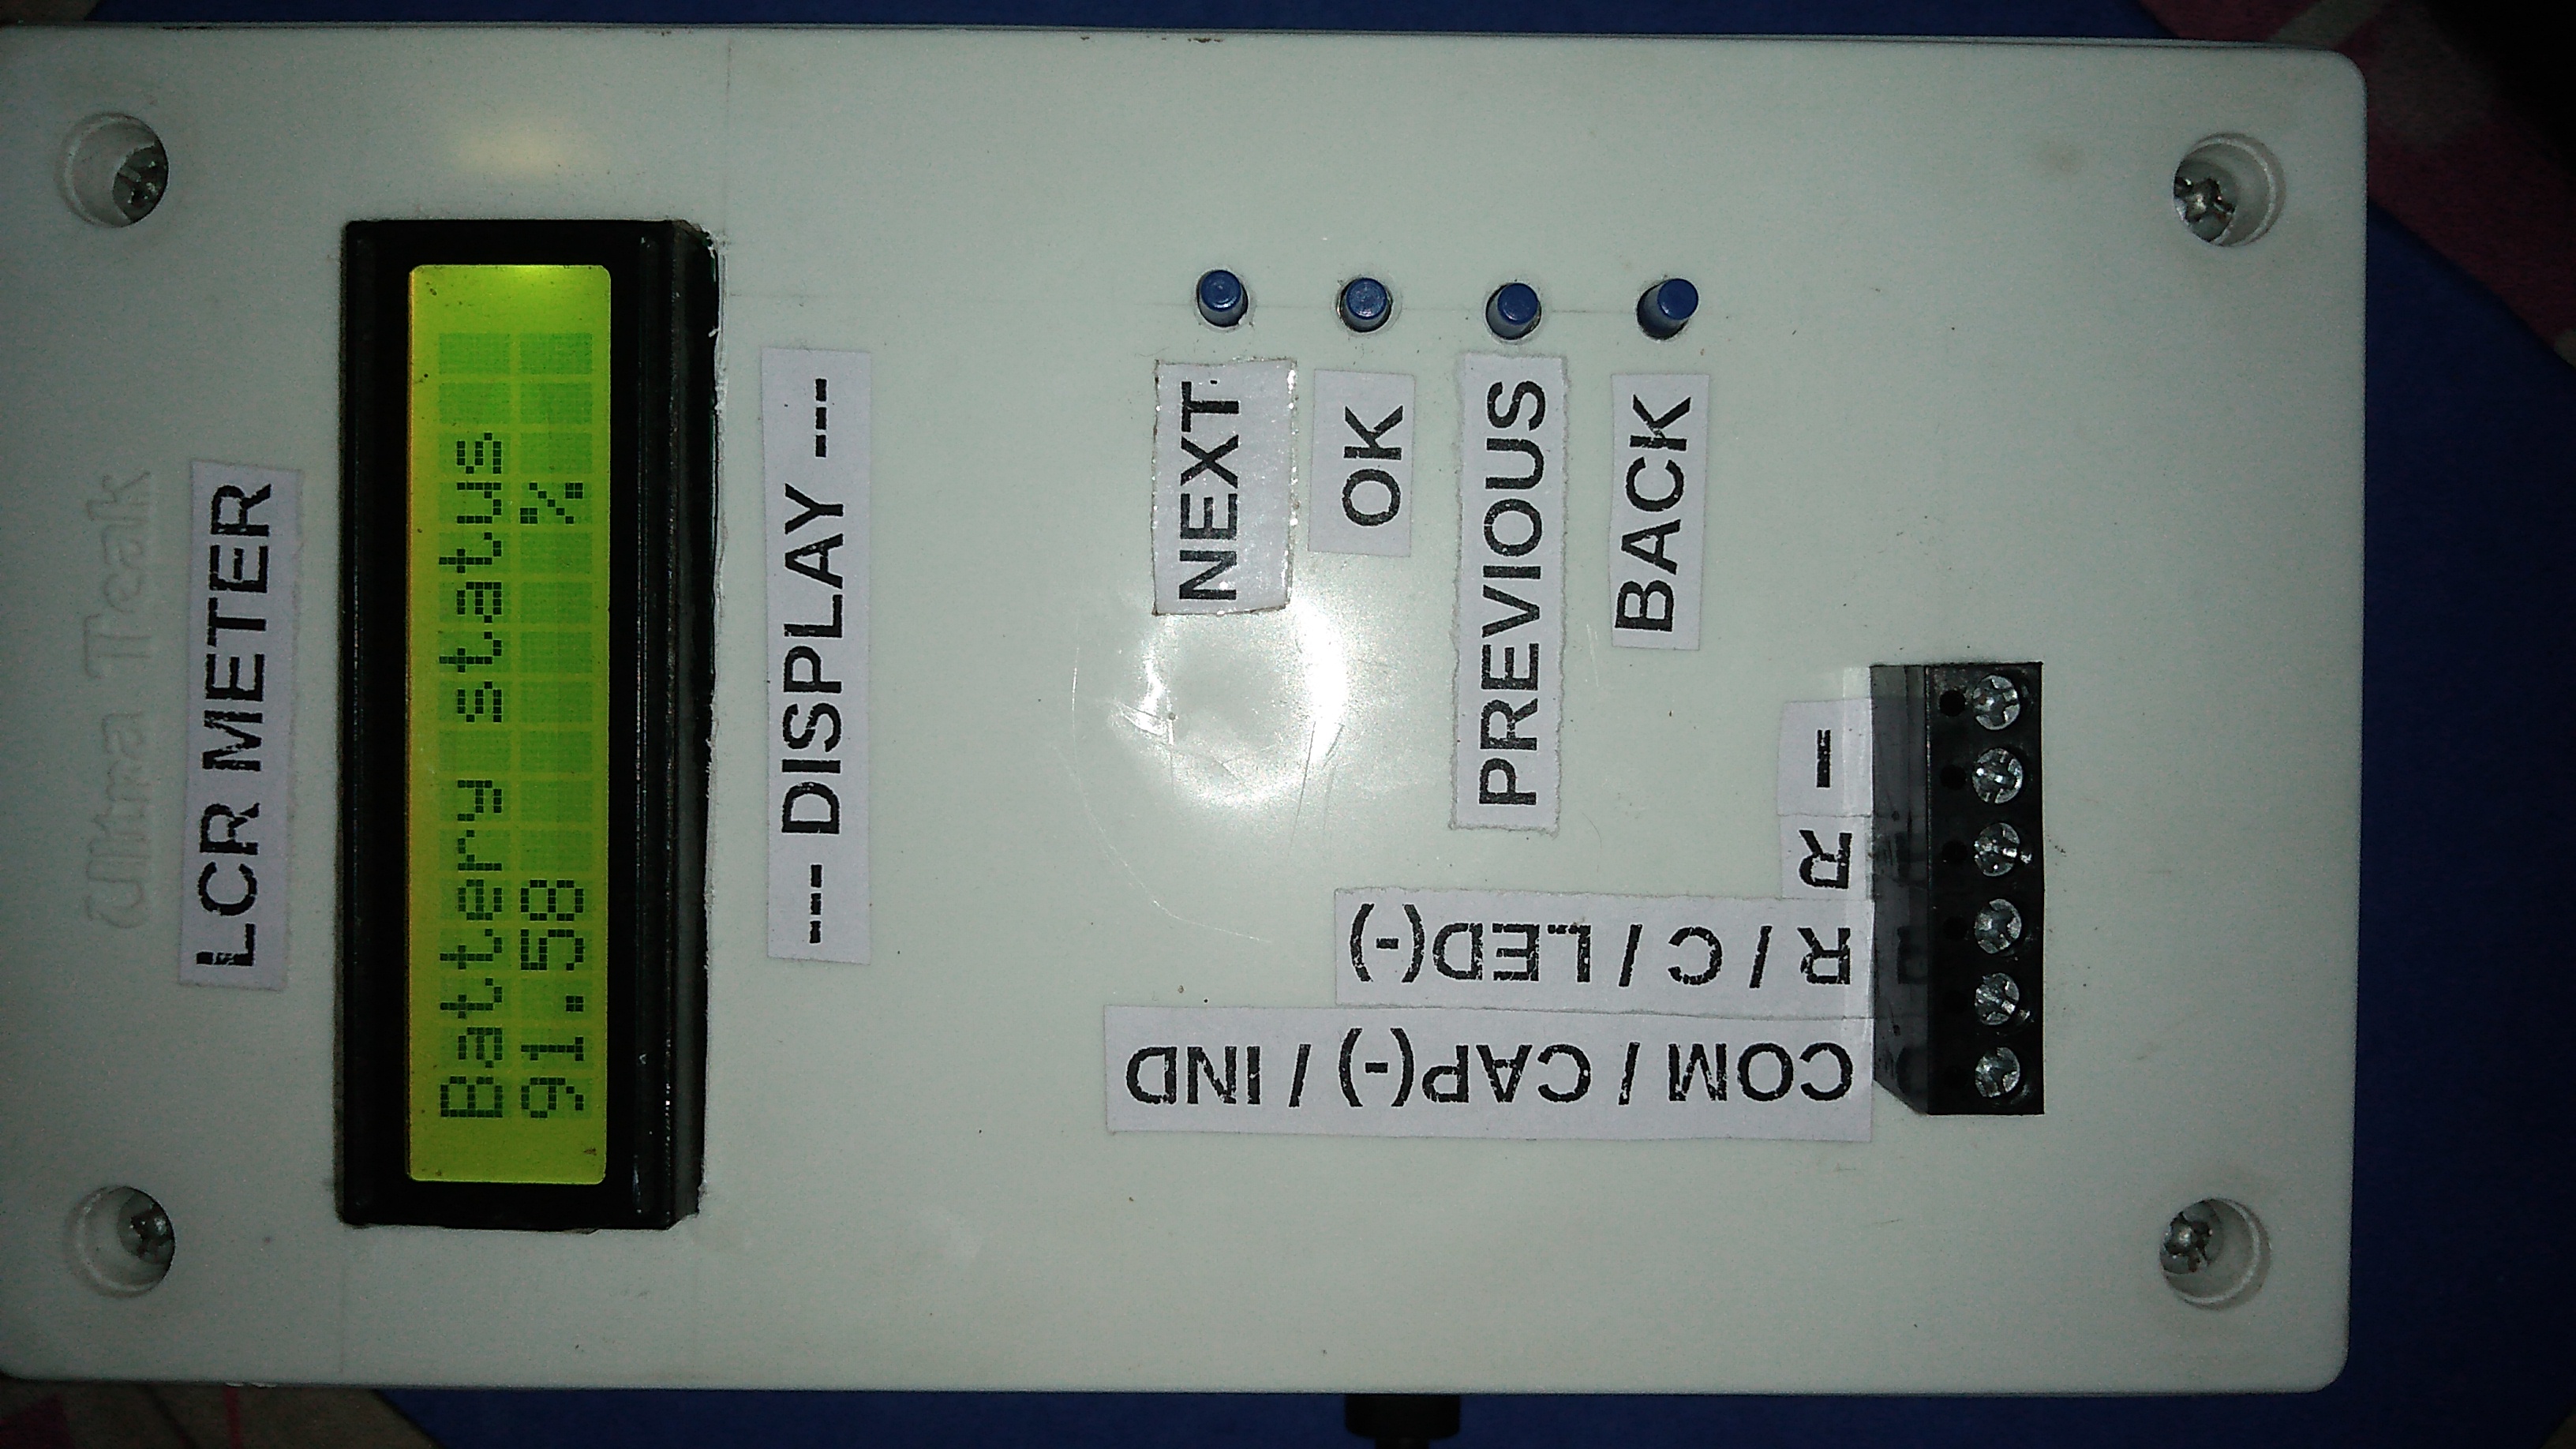 Ultra Teak
LCR METER
Battery status
91.58 %
--- DISPLAY ---
NEXT
OK
PREVIOUS
BACK
COM / CAP(-) / IND
R / C / LED(-)
R
I